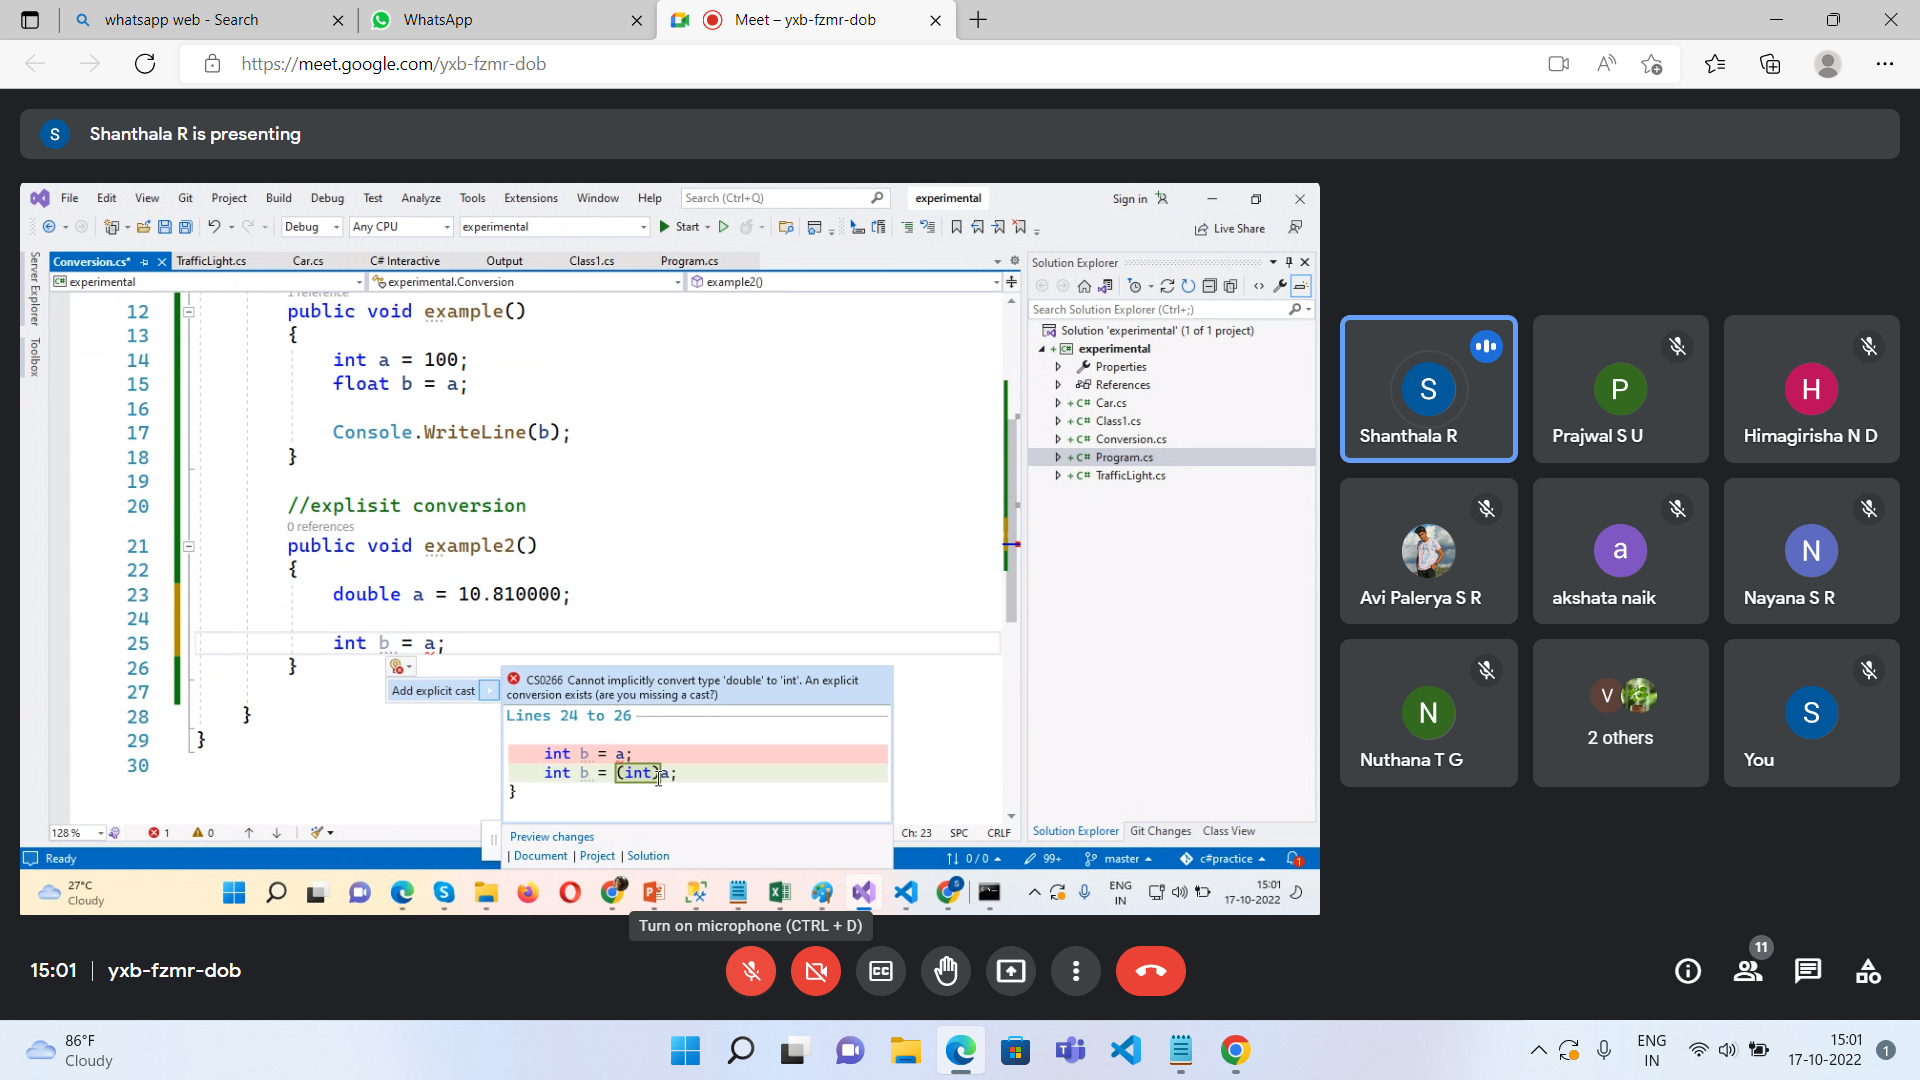 whatsapp web - Search
WhatsApp
Meet – yxb-fzmr-dob
https://meet.google.com/yxb-fzmr-dob
S
Shanthala R is presenting
File Edit View Git Project Build Debug Test Analyze Tools Extensions Window Help Search (Ctrl+Q) experimental Sign in
Debug Any CPU experimental Start Live Share
Server Explorer
Toolbox
Conversion.cs* TrafficLight.cs Car.cs C# Interactive Output Class1.cs Program.cs
experimental experimental.Conversion example2()
1 reference
12 public void example()
13 {
14 int a = 100;
15 float b = a;
16
17 Console.WriteLine(b);
18 }
19
20 //explisit conversion
0 references
21 public void example2()
22 {
23 double a = 10.810000;
24
25 int b = a;
26 }
27
28 }
29 }
30
Add explicit cast
CS0266 Cannot implicitly convert type 'double' to 'int'. An explicit
conversion exists (are you missing a cast?)
Lines 24 to 26
int b = a;
int b = (int)a;
}
Preview changes
Document | Project | Solution
128 % 1 0 Ch: 23 SPC CRLF
Ready 0 / 0 99+ master c#practice 1
Solution Explorer
Search Solution Explorer (Ctrl+;)
Solution 'experimental' (1 of 1 project)
experimental
Properties
References
C# Car.cs
C# Class1.cs
C# Conversion.cs
C# Program.cs
C# TrafficLight.cs
Solution Explorer Git Changes Class View
27°C
Cloudy
ENG
IN
15:01
17-10-2022
Turn on microphone (CTRL + D)
S
Shanthala R
P
Prajwal S U
H
Himagirisha N D
Avi Palerya S R
a
akshata naik
N
Nayana S R
N
Nuthana T G
V
2 others
S
You
15:01 | yxb-fzmr-dob
CC
11
86°F
Cloudy
ENG
IN
15:01
17-10-2022
1